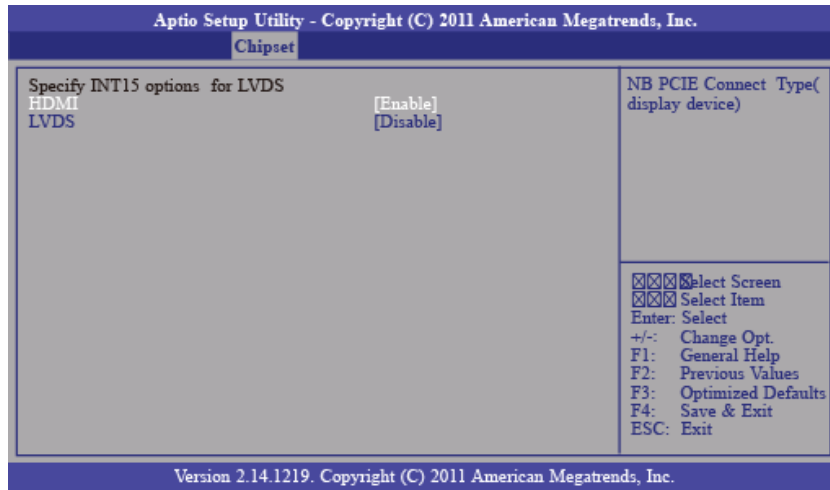 Aptio Setup Utility - Copyright (C) 2011 American Megatrends, Inc.
Chipset
Specify INT15 options for LVDS
HDMI [Enable]
LVDS [Disable]
NB PCIE Connect Type(
display device)
Select Screen
Select Item
Enter: Select
+/-: Change Opt.
F1: General Help
F2: Previous Values
F3: Optimized Defaults
F4: Save & Exit
ESC: Exit
Version 2.14.1219. Copyright (C) 2011 American Megatrends, Inc.